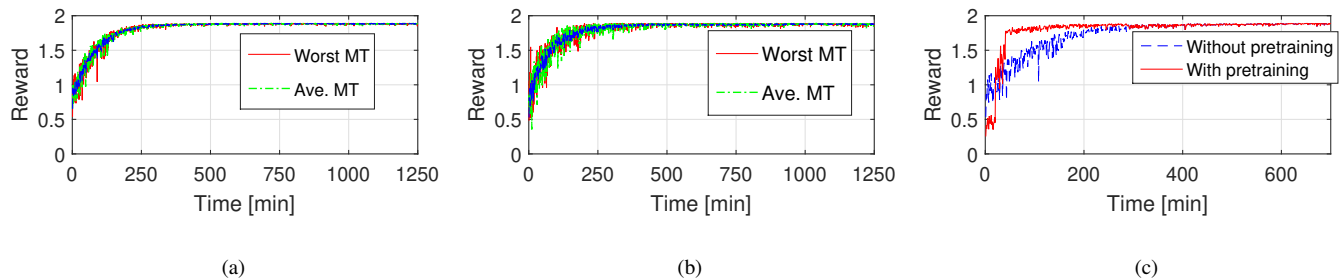 2
1.5
1
0.5
0
Reward
0 250 500 750 1000 1250
Time [min]
Worst MT
Ave. MT
(a)
2
1.5
1
0.5
0
Reward
0 250 500 750 1000 1250
Time [min]
Worst MT
Ave. MT
(b)
2
1.5
1
0.5
0
Reward
0 200 400 600
Time [min]
Without pretraining
With pretraining
(c)